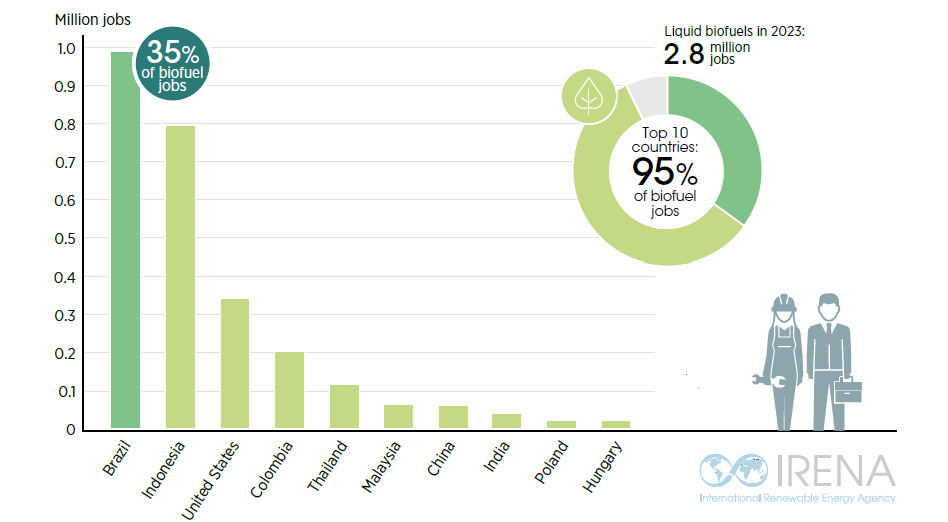 Million jobs
1.0
0.9
0.8
0.7
0.6
0.5
0.4
0.3
0.2
0.1
0
35%
of biofuel
jobs
Brazil
Indonesia
United States
Colombia
Thailand
Malaysia
China
India
Poland
Hungary
Liquid biofuels in 2023:
2.8 million
jobs
Top 10
countries:
95%
of biofuel
jobs
IRENA
International Renewable Energy Agency